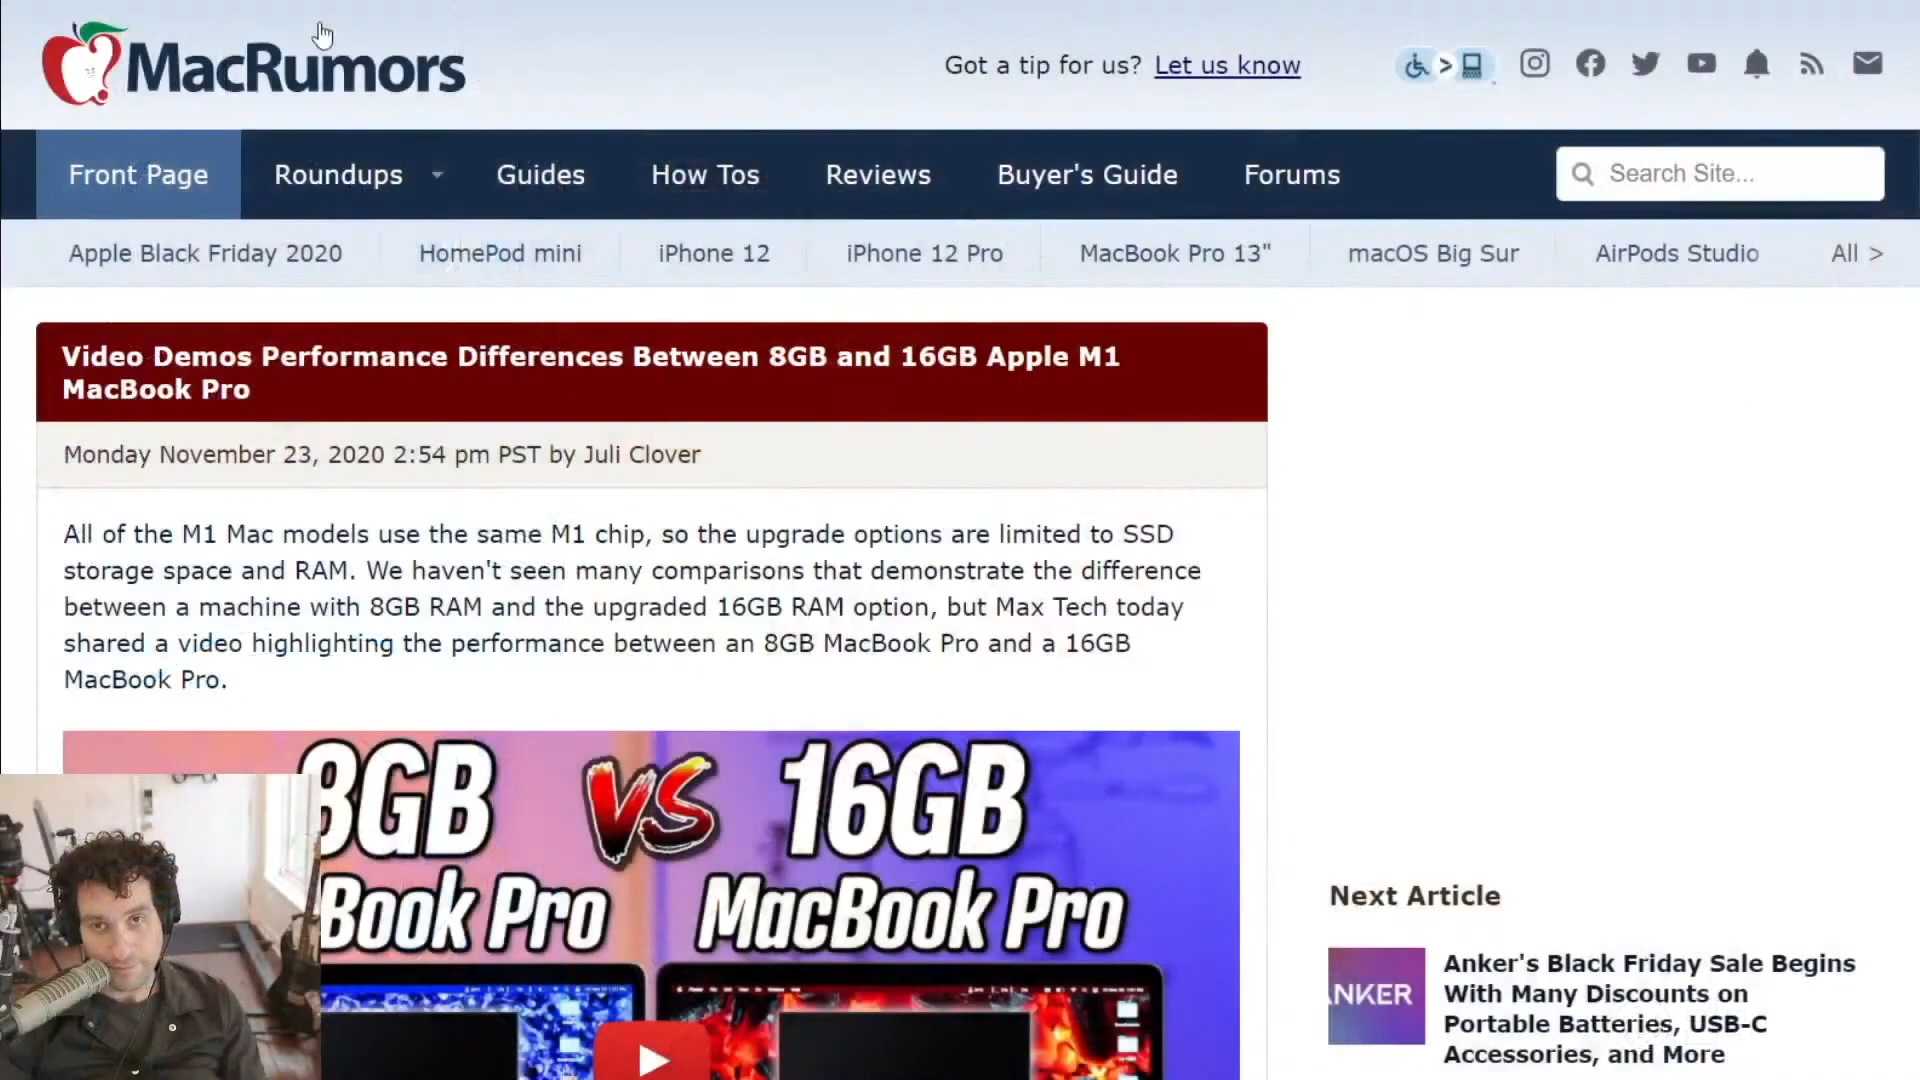 MacRumors
Got a tip for us? Let us know
Front Page Roundups Guides How Tos Reviews Buyer's Guide Forums Search Site...
Apple Black Friday 2020 HomePod mini iPhone 12 iPhone 12 Pro MacBook Pro 13" macOS Big Sur AirPods Studio All >
Video Demos Performance Differences Between 8GB and 16GB Apple M1
MacBook Pro
Monday November 23, 2020 2:54 pm PST by Juli Clover
All of the M1 Mac models use the same M1 chip, so the upgrade options are limited to SSD
storage space and RAM. We haven't seen many comparisons that demonstrate the difference
between a machine with 8GB RAM and the upgraded 16GB RAM option, but Max Tech today
shared a video highlighting the performance between an 8GB MacBook Pro and a 16GB
MacBook Pro.
8GB VS 16GB
Book Pro MacBook Pro
Next Article
NKER
Anker's Black Friday Sale Begins
With Many Discounts on
Portable Batteries, USB-C
Accessories, and More